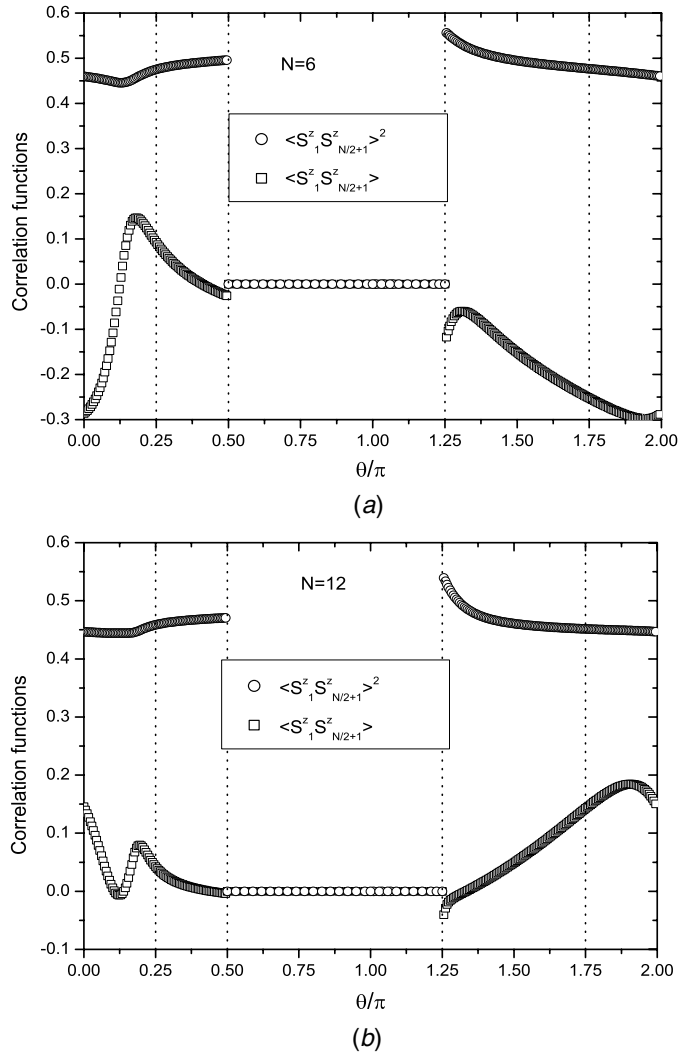 0.6
0.5
0.4
0.3
0.2
0.1
0.0
-0.1
-0.2
-0.3
Correlation functions
N=6
<S^z_1 S^z_{N/2+1}>^2
<S^z_1 S^z_{N/2+1}>
0.00 0.25 0.50 0.75 1.00 1.25 1.50 1.75 2.00
θ/π
(a)
0.6
0.5
0.4
0.3
0.2
0.1
0.0
-0.1
Correlation functions
N=12
<S^z_1 S^z_{N/2+1}>^2
<S^z_1 S^z_{N/2+1}>
0.00 0.25 0.50 0.75 1.00 1.25 1.50 1.75 2.00
θ/π
(b)